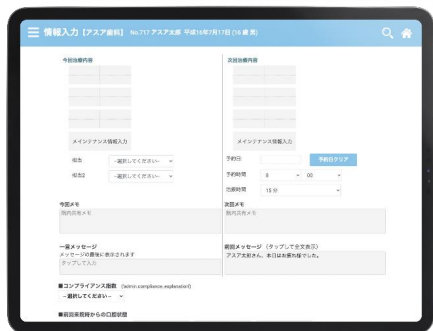 情報入力【アスア歯科】 No.717 アスア太郎 平成16年7月17日 (16 歳 男)
今回治療内容
メインテナンス情報入力
担当
--選択してください--
担当2
--選択してください--
今回メモ
院内共有メモ
一言メッセージ
メッセージの最後に表示されます
タップして入力
■コンプライアンス指数 (admin.compliance.explanation1)
--選択してください--
■前回来院時からの口腔状態
次回治療内容
メインテナンス情報入力
予約日
予約日クリア
予約時間
8
00
治療時間
15 分
次回メモ
院内共有メモ
前回メッセージ (タップして全文表示)
アスア太郎さん、本日はお疲れ様でした。